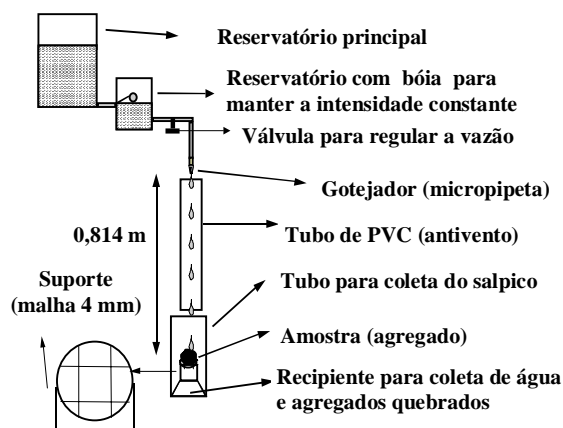 Reservatório principal
Reservatório com bóia para
manter a intensidade constante
Válvula para regular a vazão
Gotejador (micropipeta)
0,814 m
Tubo de PVC (antivento)
Suporte
(malha 4 mm)
Tubo para coleta do salpico
Amostra (agregado)
Recipiente para coleta de água
e agregados quebrados